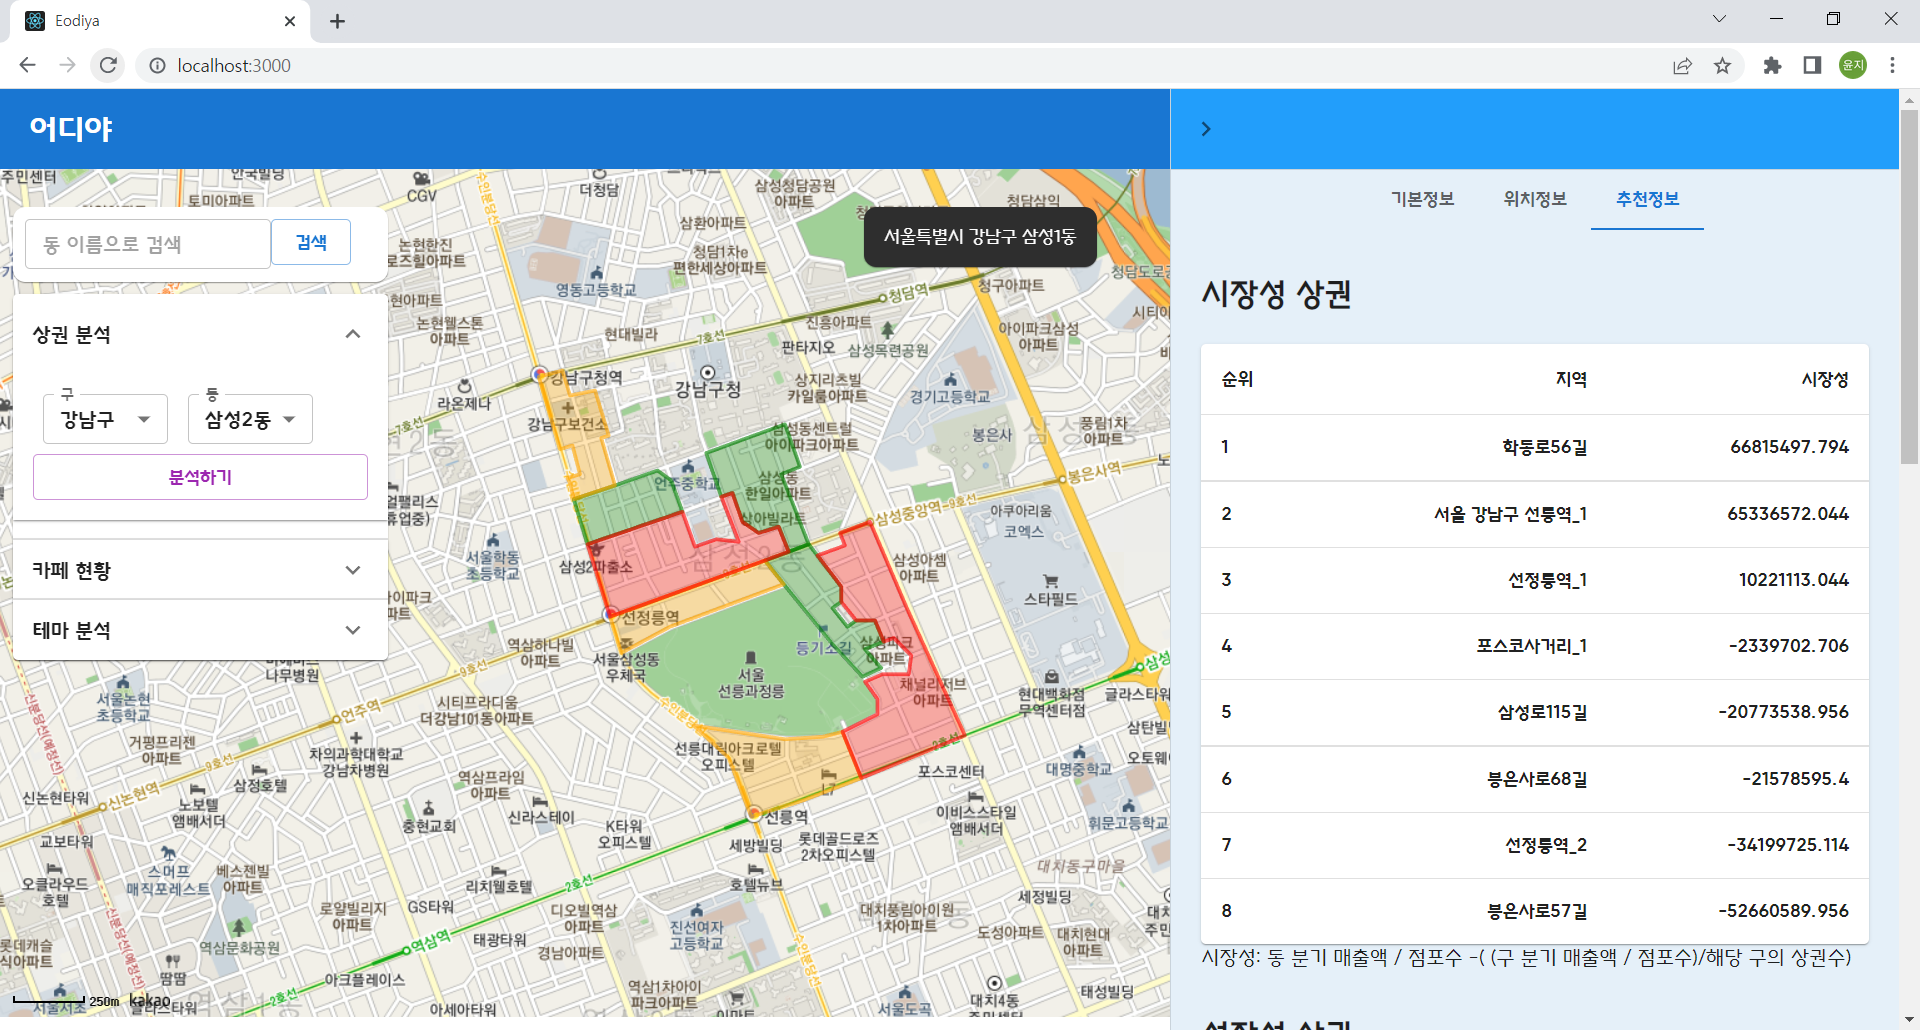 Eodiya
localhost:3000
윤지
어디야
동 이름으로 검색
검색
상권 분석
구
강남구
동
삼성2동
분석하기
카페 현황
테마 분석
서울특별시 강남구 삼성1동
기본정보
위치정보
추천정보
시장성 상권
순위 지역 시장성
1 학동로56길 66815497.794
2 서울 강남구 선릉역_1 65336572.044
3 선정릉역_1 10221113.044
4 포스코사거리_1 -2339702.706
5 삼성로115길 -20773538.956
6 봉은사로68길 -21578595.4
7 선정릉역_2 -34199725.114
8 봉은사로57길 -52660589.956
시장성: 동 분기 매출액 / 점포수 -( (구 분기 매출액 / 점포수)/해당 구의 상권수)
주민센터
안국빌딩
토미아파트
CGV
더청담
삼성청담공원
아파트
청담삼익
삼환아파트
논현한진
로즈힐아파트
청담1차e
편한세상아파트
영동고등학교
청담역
청구아파트
청담도로공
현아파트
논현웰스톤
아파트
현대빌라
7호선
진흥아파트
판타지오
삼성목련공원
아이파크삼성
아파트
강남구청역
강남구청
라온제나
상지리츠빌
카일룸아파트
경기고등학교
강남구보건소
삼성동센트럴
아이파크아파트
봉은사
풍림1차
아파트
언주중학교
삼성동
한일아파트
봉은사역
상아빌라트
삼성중앙역
9호선
아쿠아리움
코엑스
서울학동
초등학교
삼성2파출소
삼성2동
삼성아셈
아파트
스타필드
선정릉역
역삼하나빌
아파트
서울삼성동
우체국
등기소길
삼성파크
아파트
서울
선릉과정릉
채널리저브
아파트
현대백화점
무역센터점
글라스타워
나무병원
서울논현
초등학교
시티프라디움
더강남101동아파트
언주역
선릉대림아크로텔
오피스텔
2호선
삼탄빌딩
거평프리젠
아파트
차의과학대학교
강남차병원
삼정호텔
역삼프라임
아파트
L7
포스코센터
대명중학교
신논현타워
신논현역
노보텔
앰배서더
충현교회
신라스테이
K타워
오피스텔
선릉역
이비스스타일
앰배서더
휘문고등학교
교보타워
세방빌딩
롯데골드로즈
2차오피스텔
스머프
매직포레스트
베스젠빌
아파트
오클라우드
호텔
리치웰호텔
호텔뉴브
대치동구마을
세정빌딩
로얄빌리지
아파트
GS타워
디오빌역삼
아파트
진선여자
고등학교
대치풍림아이원
1차아파트
도성아파트
대치현대
아파트
역삼문화공원
역삼역
태광타워
경남아파트
땀땀
아크플레이스
역삼1차아이
파크아파트
대치4동
태성빌딩
250m
kakao
아세아타워
서울도곡